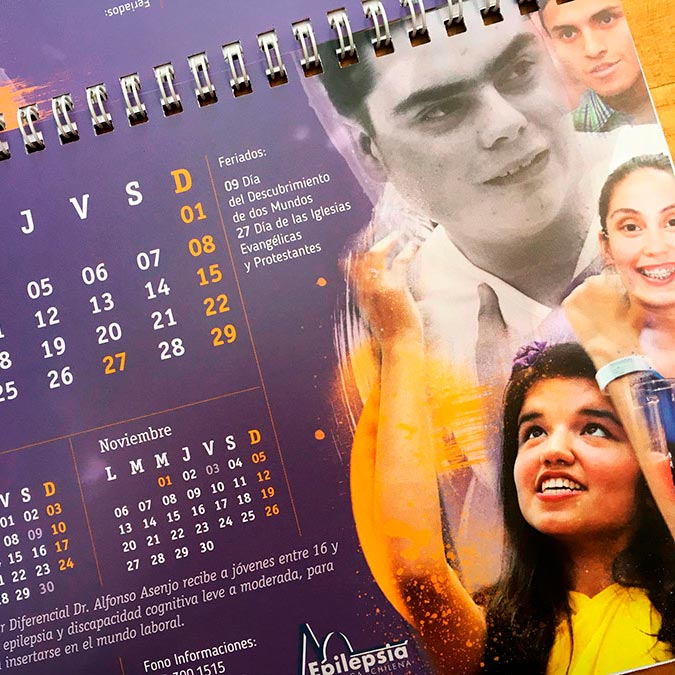 Feriados:
J V S D
01
05 06 07 08
12 13 14 15
19 20 21 22
25 26 27 28 29
Feriados:
09 Día
del Descubrimiento
de dos Mundos
27 Día de las Iglesias
Evangélicas
y Protestantes
V S D
01 02 03
08 09 10
15 16 17
22 23 24
28 29 30
Noviembre
L M M J V S D
01 02 03 04 05
06 07 08 09 10 11 12
13 14 15 16 17 18 19
20 21 22 23 24 25 26
27 28 29 30
r Diferencial Dr. Alfonso Asenjo recibe a jóvenes entre 16 y
epilepsia y discapacidad cognitiva leve a moderada, para
insertarse en el mundo laboral.
Fono Informaciones:
700 1515
Epilepsia
CHILENA